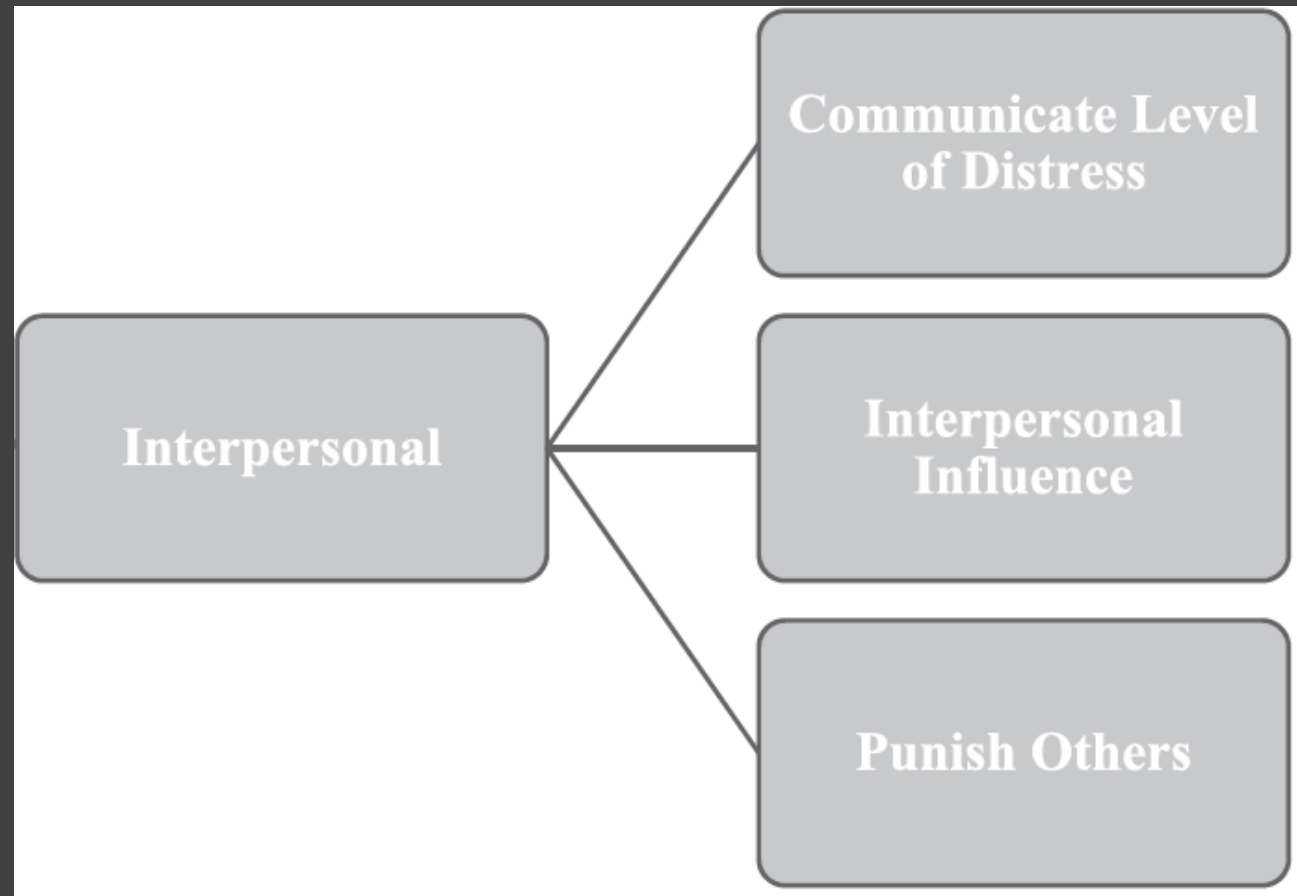 Interpersonal
Communicate Level
of Distress
Interpersonal
Influence
Punish Others